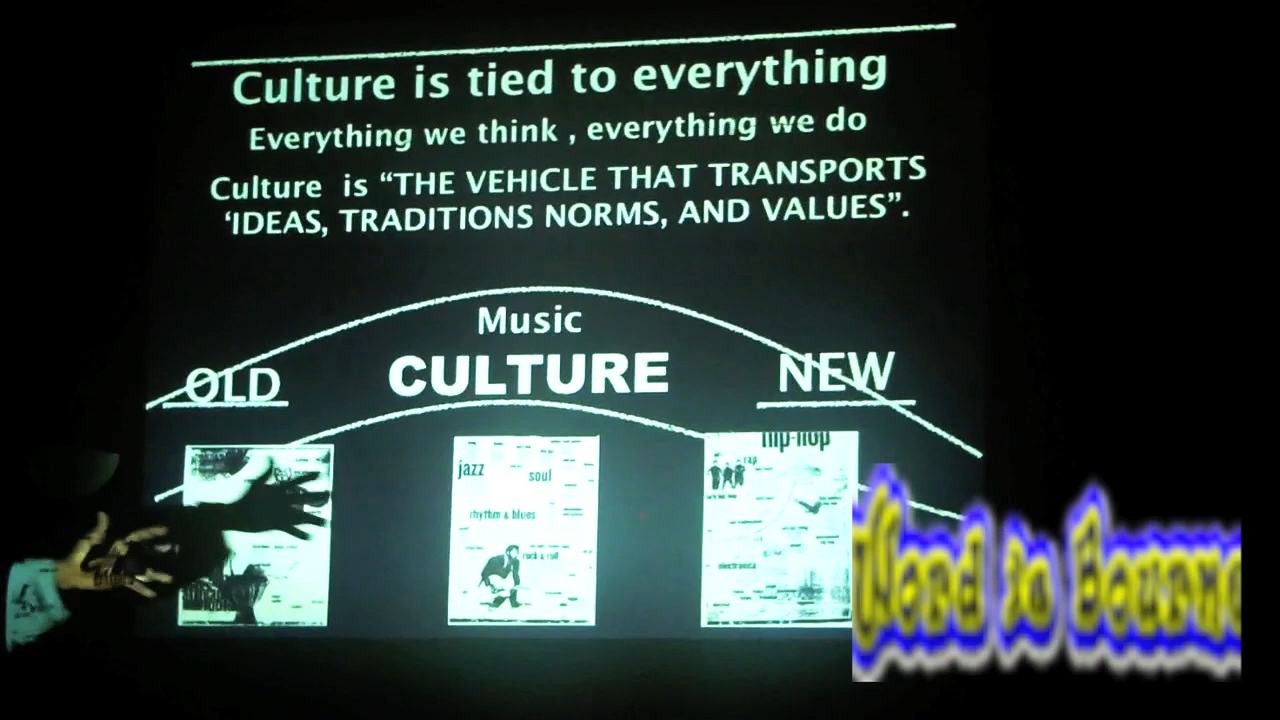 Culture is tied to everything
Everything we think , everything we do
Culture is “THE VEHICLE THAT TRANSPORTS
‘IDEAS, TRADITIONS NORMS, AND VALUES”.
Music
OLD CULTURE NEW
jazz
soul
rhythm & blues
rock & roll
hip-hop
rap
electronica